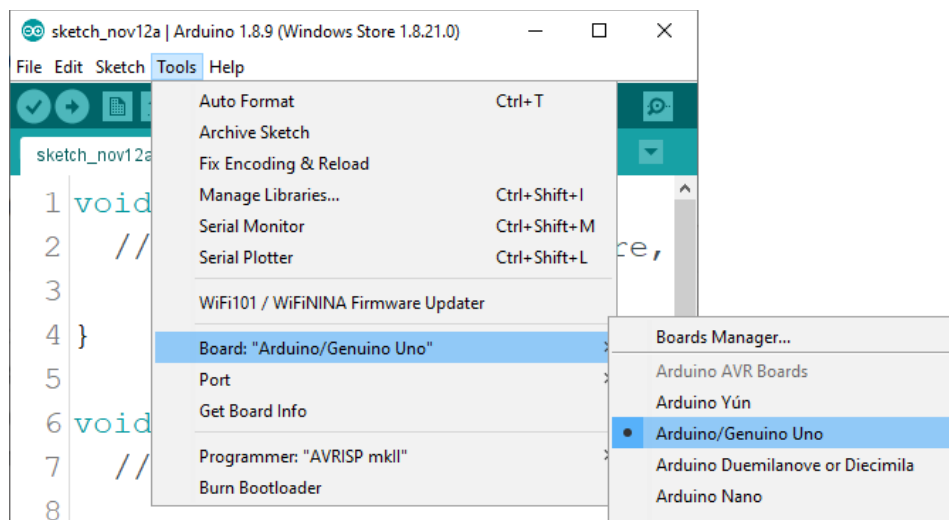 sketch_nov12a | Arduino 1.8.9 (Windows Store 1.8.21.0)
File Edit Sketch Tools Help
sketch_nov12a
Auto Format Ctrl+T
Archive Sketch
Fix Encoding & Reload
Manage Libraries... Ctrl+Shift+I
Serial Monitor Ctrl+Shift+M
Serial Plotter Ctrl+Shift+L
WiFi101 / WiFiNINA Firmware Updater
Board: "Arduino/Genuino Uno"
Port
Get Board Info
Programmer: "AVRISP mkII"
Burn Bootloader
Boards Manager...
Arduino AVR Boards
Arduino Yún
Arduino/Genuino Uno
Arduino Duemilanove or Diecimila
Arduino Nano
1 void
2 // re,
3
4 }
5
6 void
7 //
8